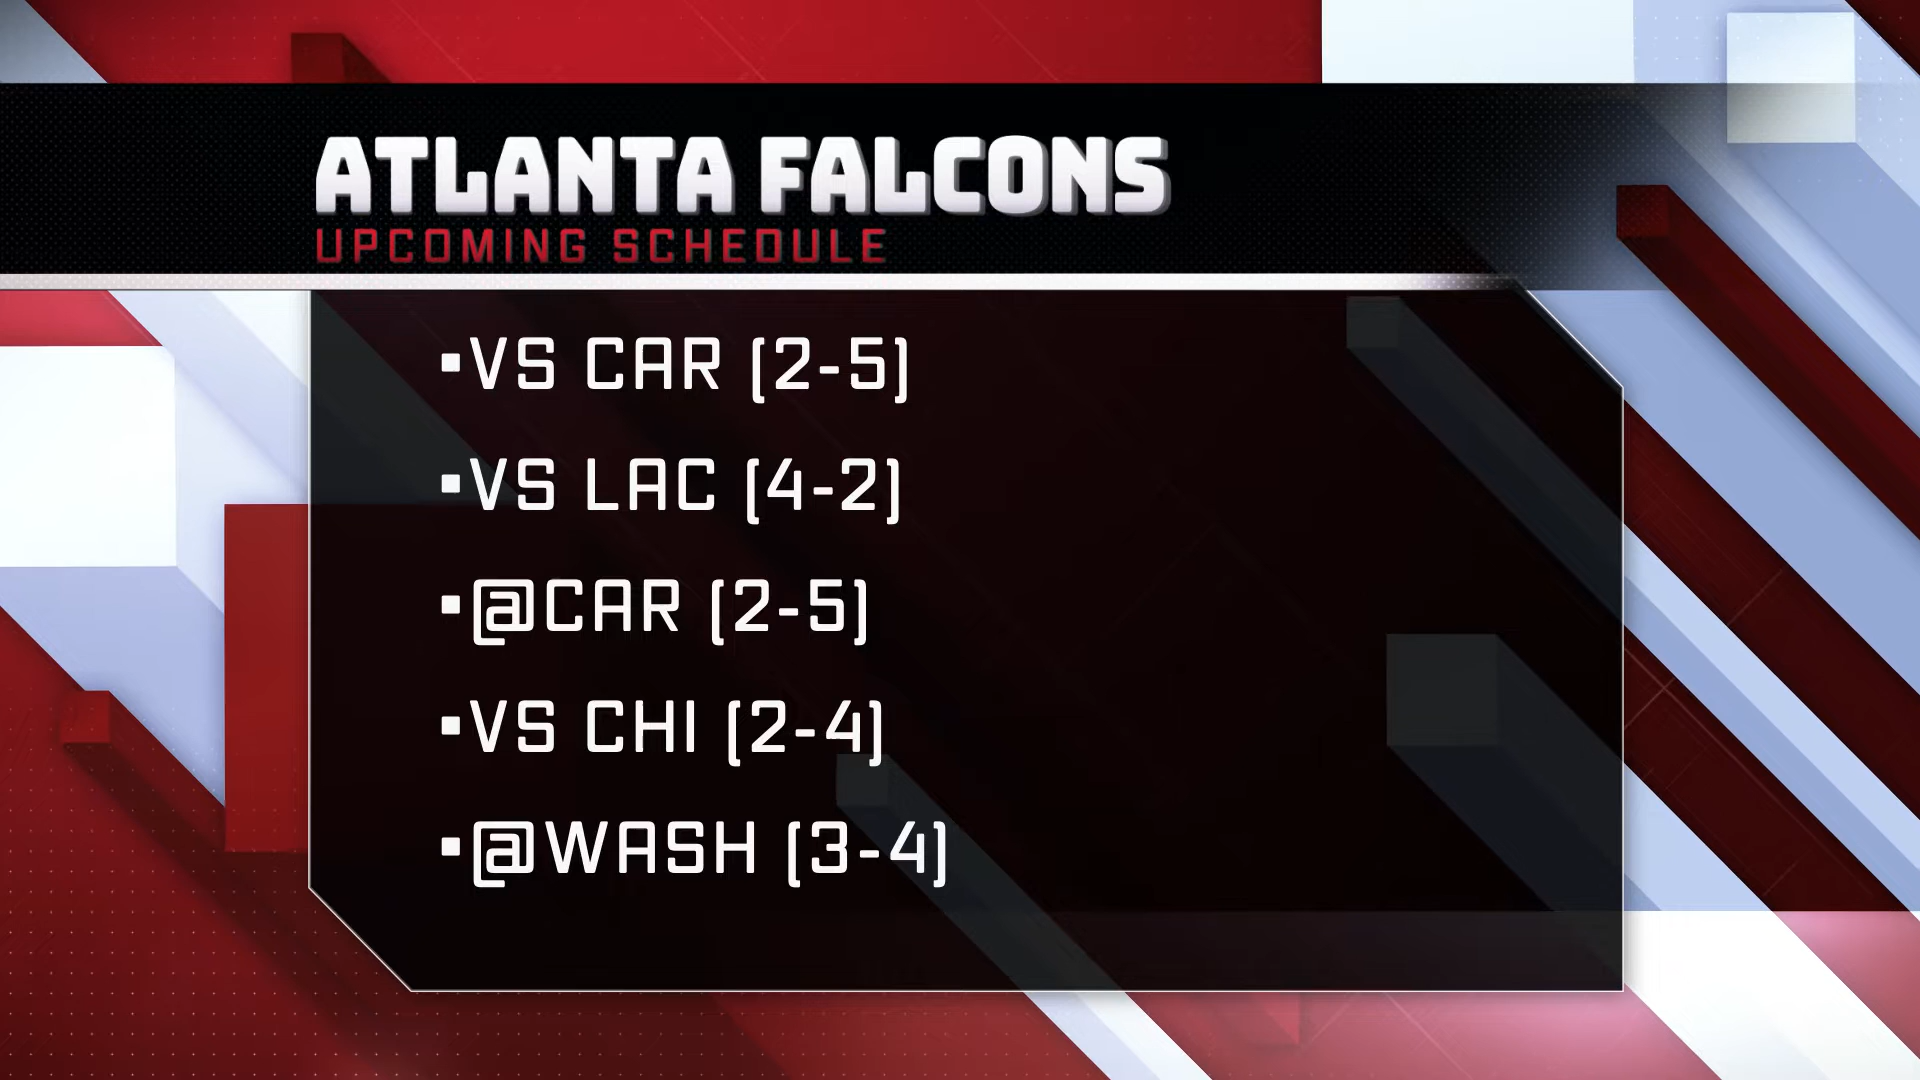 ATLANTA FALCONS
UPCOMING SCHEDULE
▪VS CAR (2-5)
▪VS LAC (4-2)
▪@CAR (2-5)
▪VS CHI (2-4)
▪@WASH (3-4)